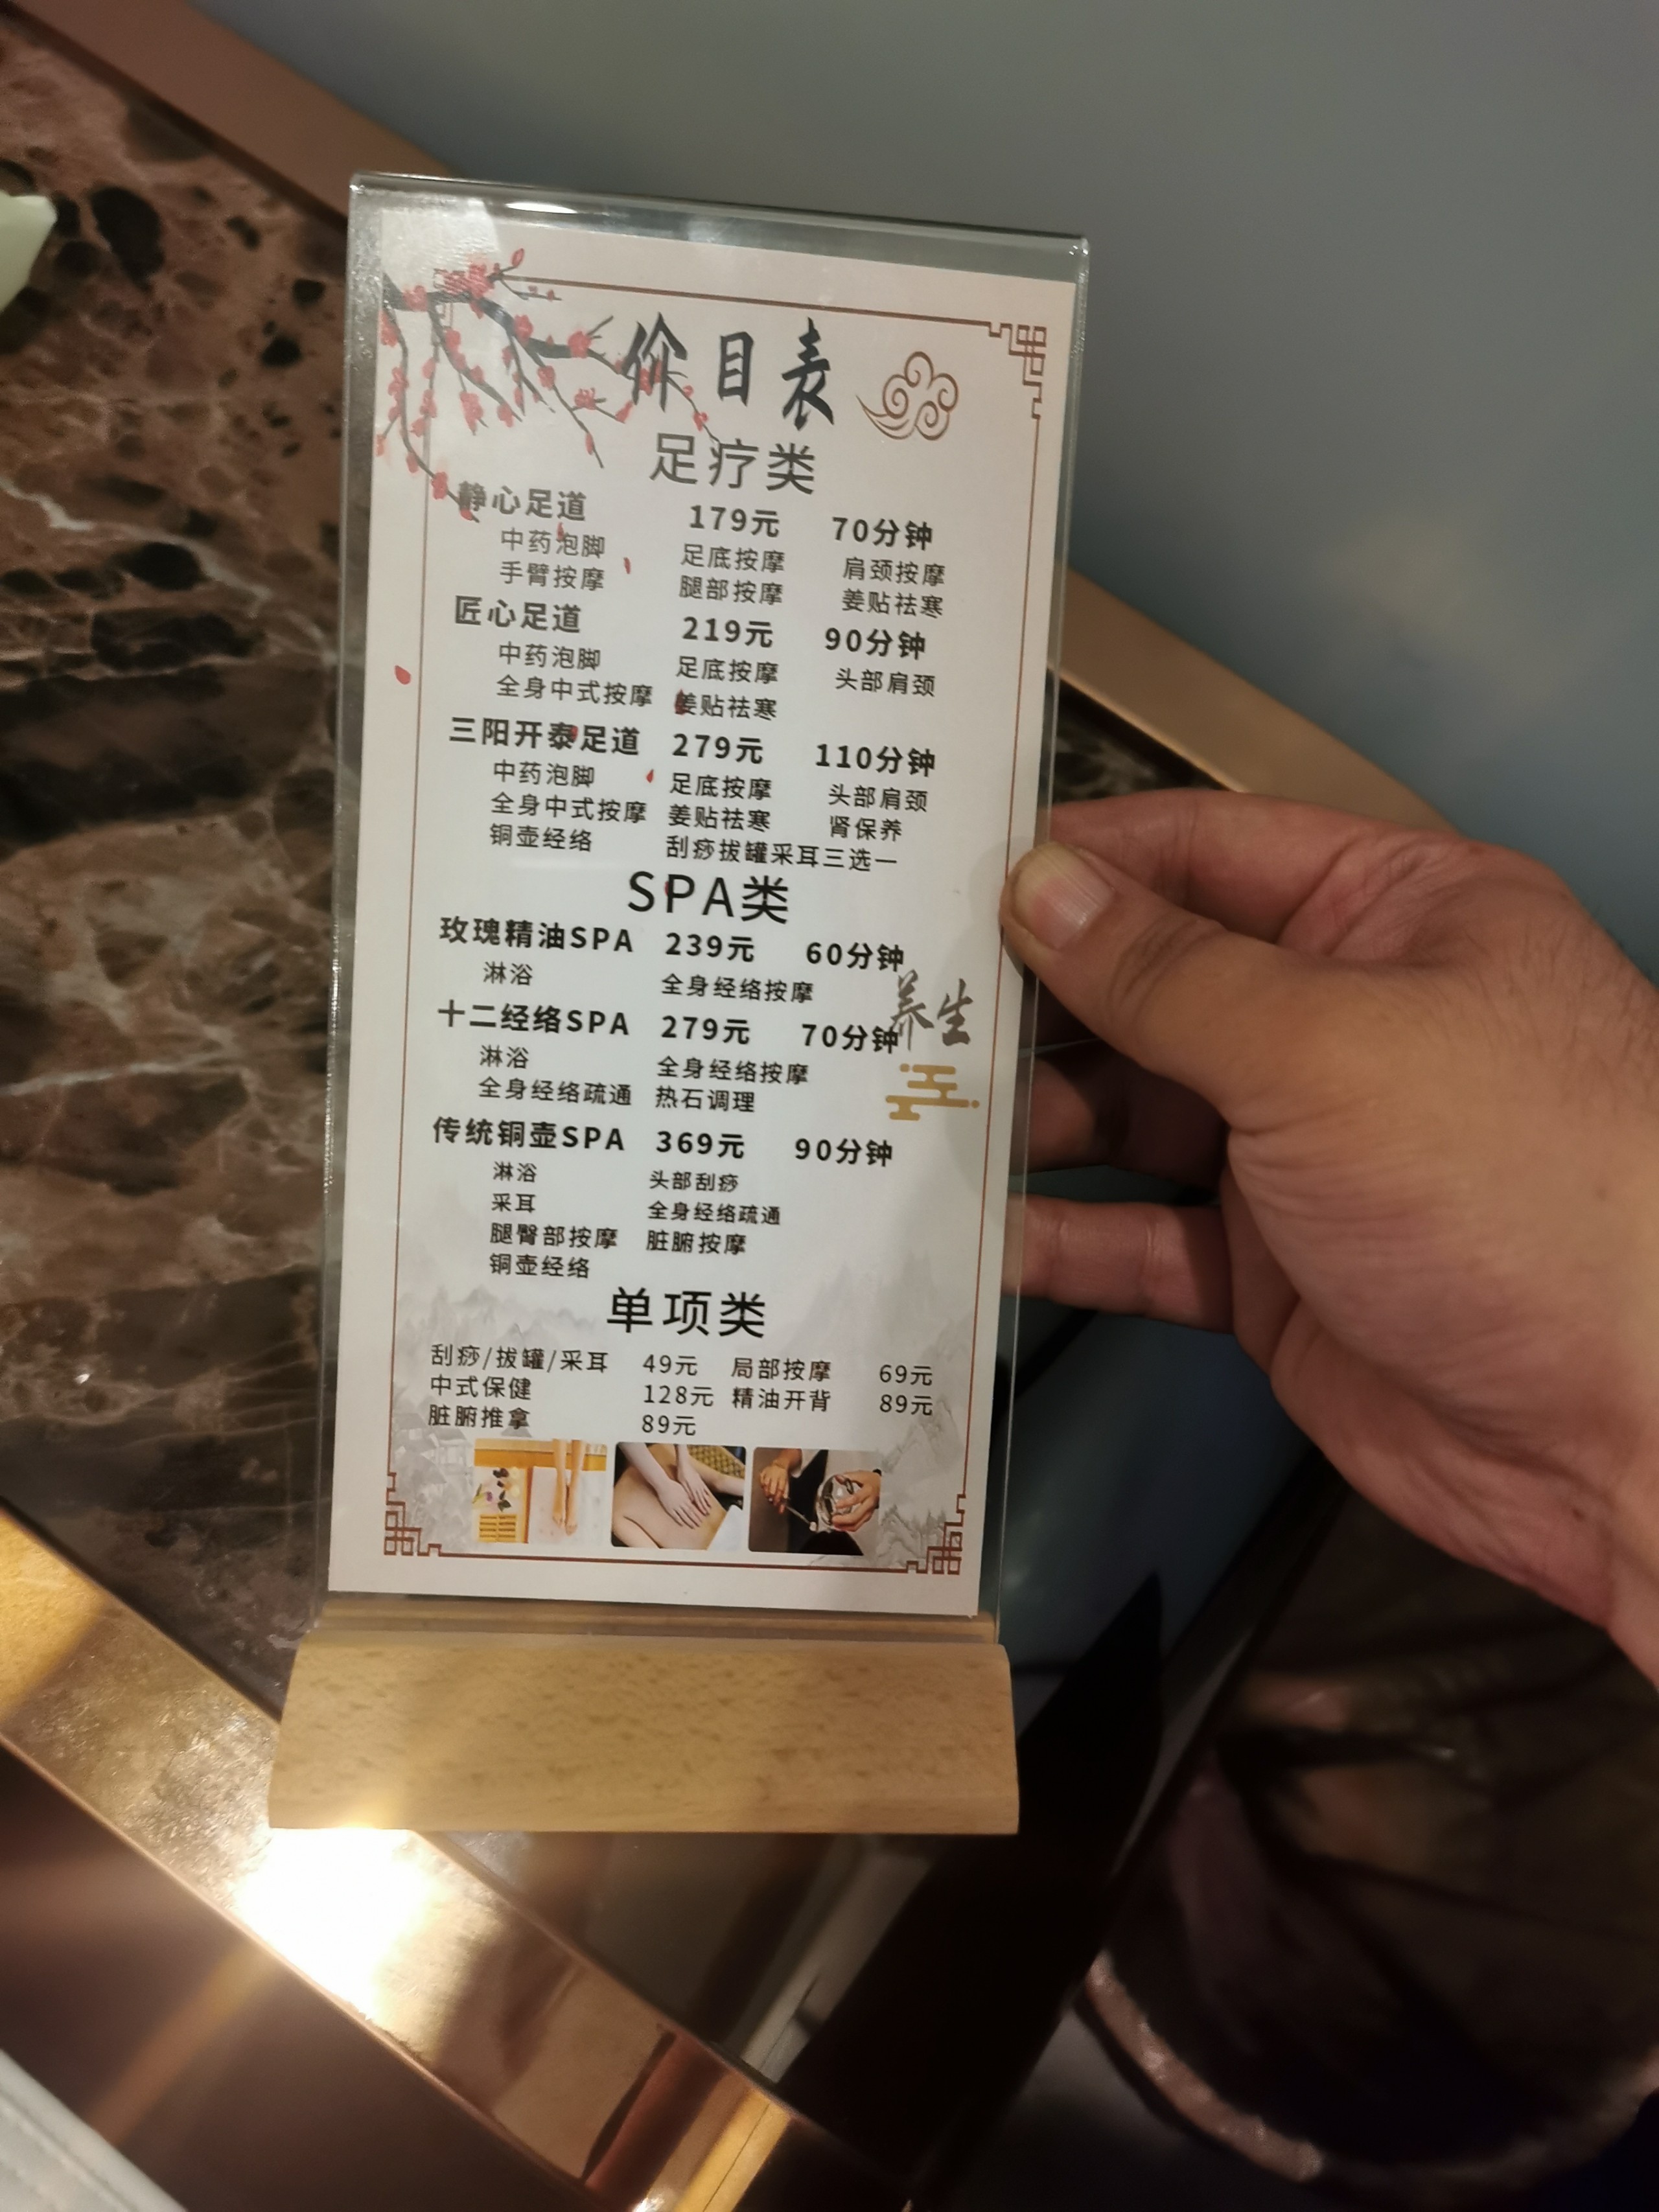 价目表
足疗类
静心足道 179元 70分钟
中药泡脚 足底按摩 肩颈按摩
手臂按摩 腿部按摩 姜贴祛寒
匠心足道 219元 90分钟
中药泡脚 足底按摩 头部肩颈
全身中式按摩 姜贴祛寒
三阳开泰足道 279元 110分钟
中药泡脚 足底按摩 头部肩颈
全身中式按摩 姜贴祛寒 肾保养
铜壶经络 刮痧拔罐采耳三选一
SPA类
玫瑰精油SPA 239元 60分钟
淋浴 全身经络按摩
养生
十二经络SPA 279元 70分钟
淋浴 全身经络按摩
全身经络疏通 热石调理
传统铜壶SPA 369元 90分钟
淋浴 头部刮痧
采耳 全身经络疏通
腿臀部按摩 脏腑按摩
铜壶经络
单项类
刮痧/拔罐/采耳 49元 局部按摩 69元
中式保健 128元 精油开背 89元
脏腑推拿 89元